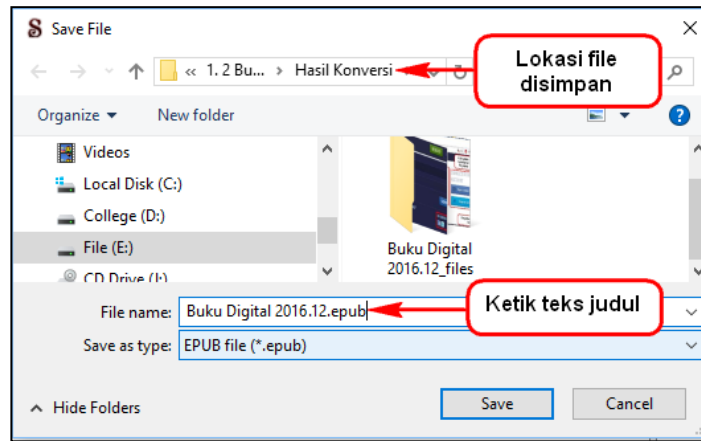 S Save File
« 1. 2 Bu... › Hasil Konversi
Lokasi file
disimpan
Organize New folder
Videos
Local Disk (C:)
College (D:)
File (E:)
CD Drive (I:)
Buku Digital
2016.12_files
File name: Buku Digital 2016.12.epub
Ketik teks judul
Save as type: EPUB file (*.epub)
Hide Folders
Save
Cancel